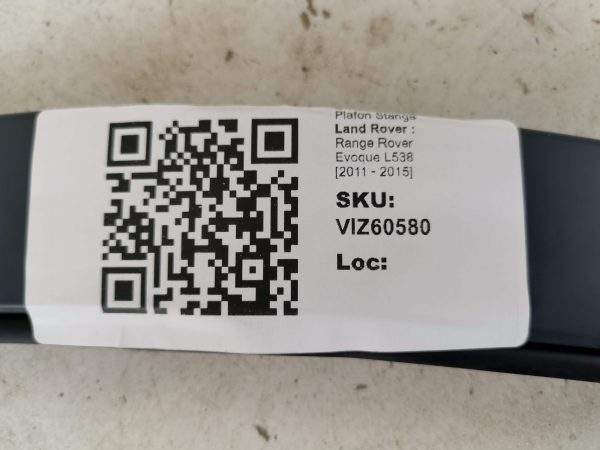 Plafon Stanga
Land Rover :
Range Rover
Evoque L538
[2011 - 2015]
SKU:
VIZ60580
Loc: